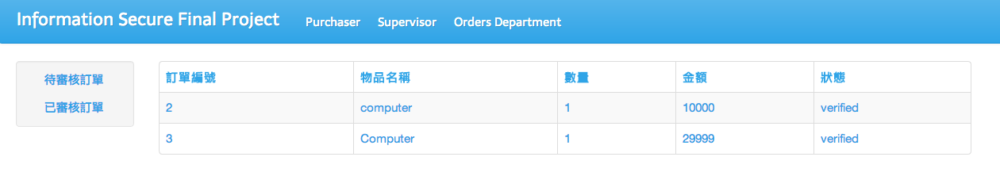 Information Secure Final Project Purchaser Supervisor Orders Department
待審核訂單
已審核訂單
訂單編號 物品名稱 數量 金額 狀態
2 computer 1 10000 verified
3 Computer 1 29999 verified